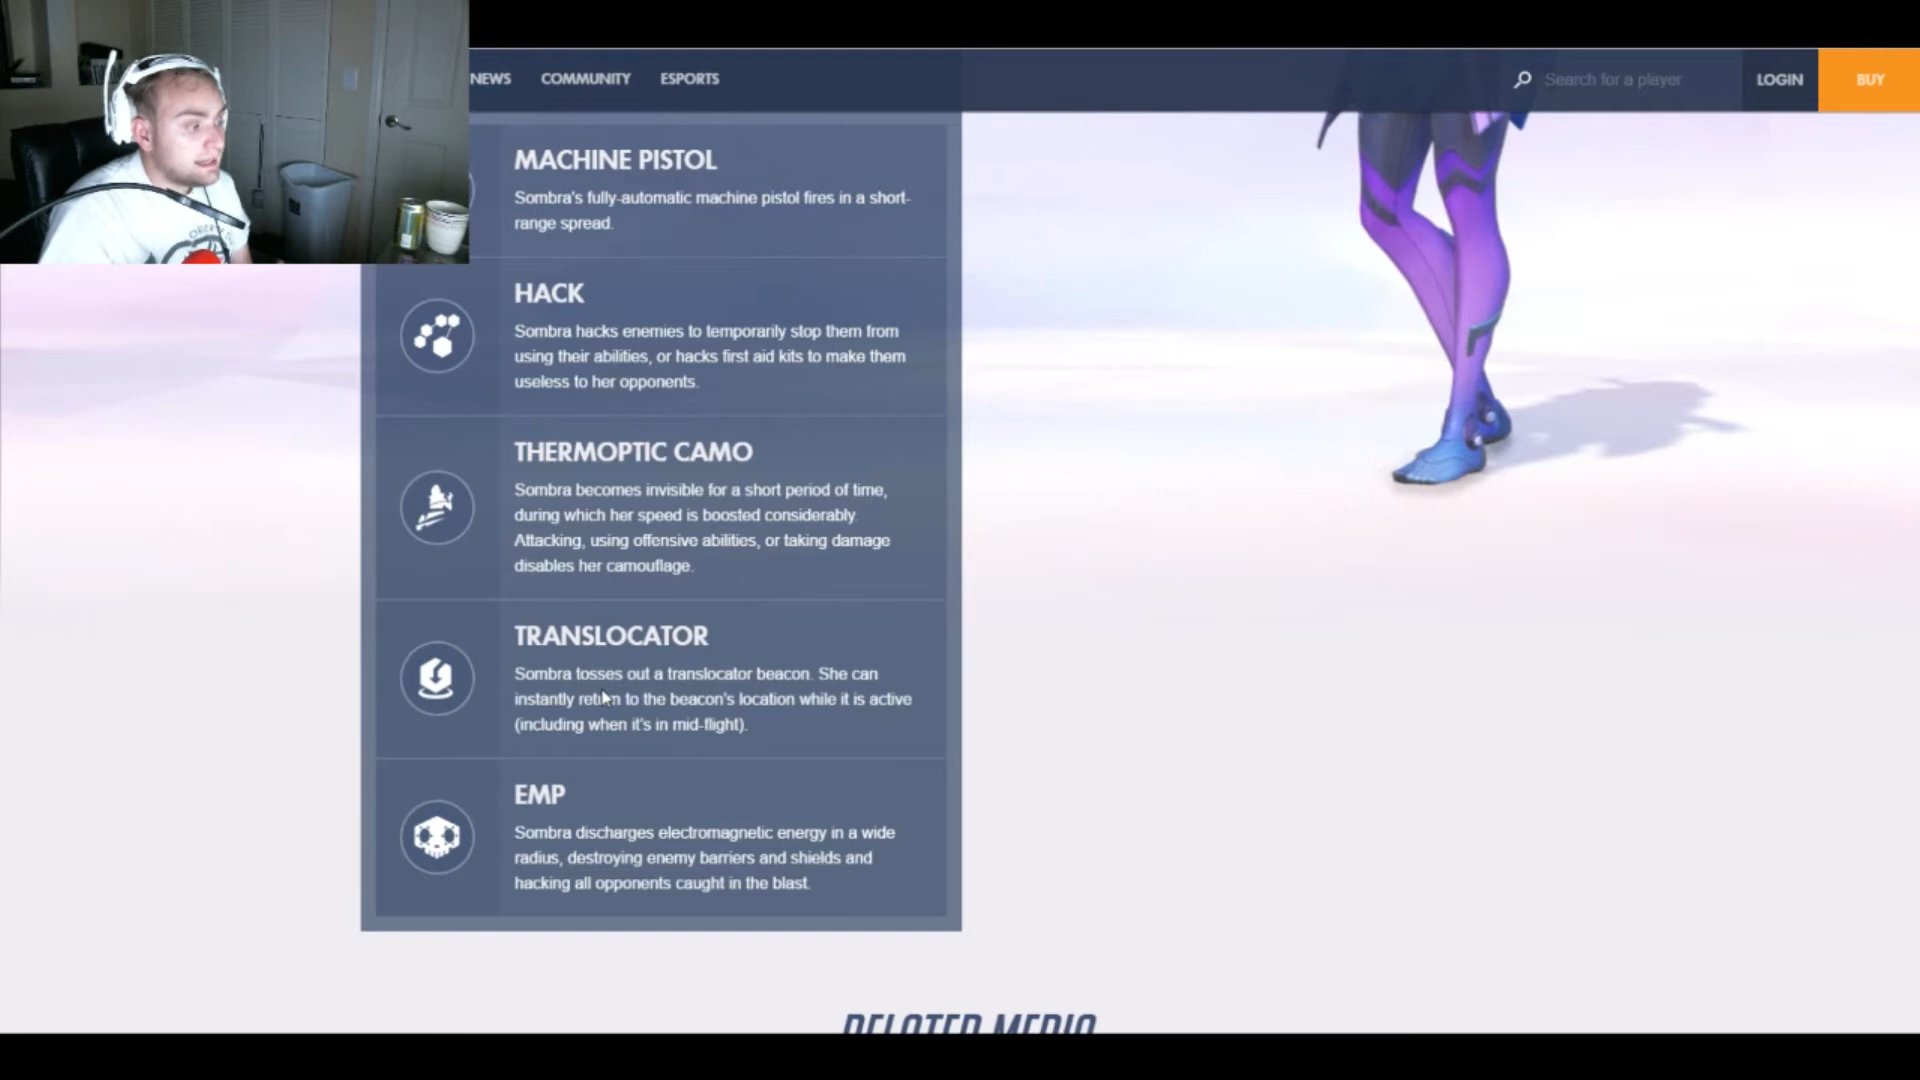 NEWS COMMUNITY ESPORTS Search for a player LOGIN BUY
MACHINE PISTOL
Sombra's fully-automatic machine pistol fires in a short-
range spread.
HACK
Sombra hacks enemies to temporarily stop them from
using their abilities, or hacks first aid kits to make them
useless to her opponents.
THERMOPTIC CAMO
Sombra becomes invisible for a short period of time,
during which her speed is boosted considerably.
Attacking, using offensive abilities, or taking damage
disables her camouflage.
TRANSLOCATOR
Sombra tosses out a translocator beacon. She can
instantly return to the beacon's location while it is active
(including when it's in mid-flight).
EMP
Sombra discharges electromagnetic energy in a wide
radius, destroying enemy barriers and shields and
hacking all opponents caught in the blast.
RELATED MEDIA